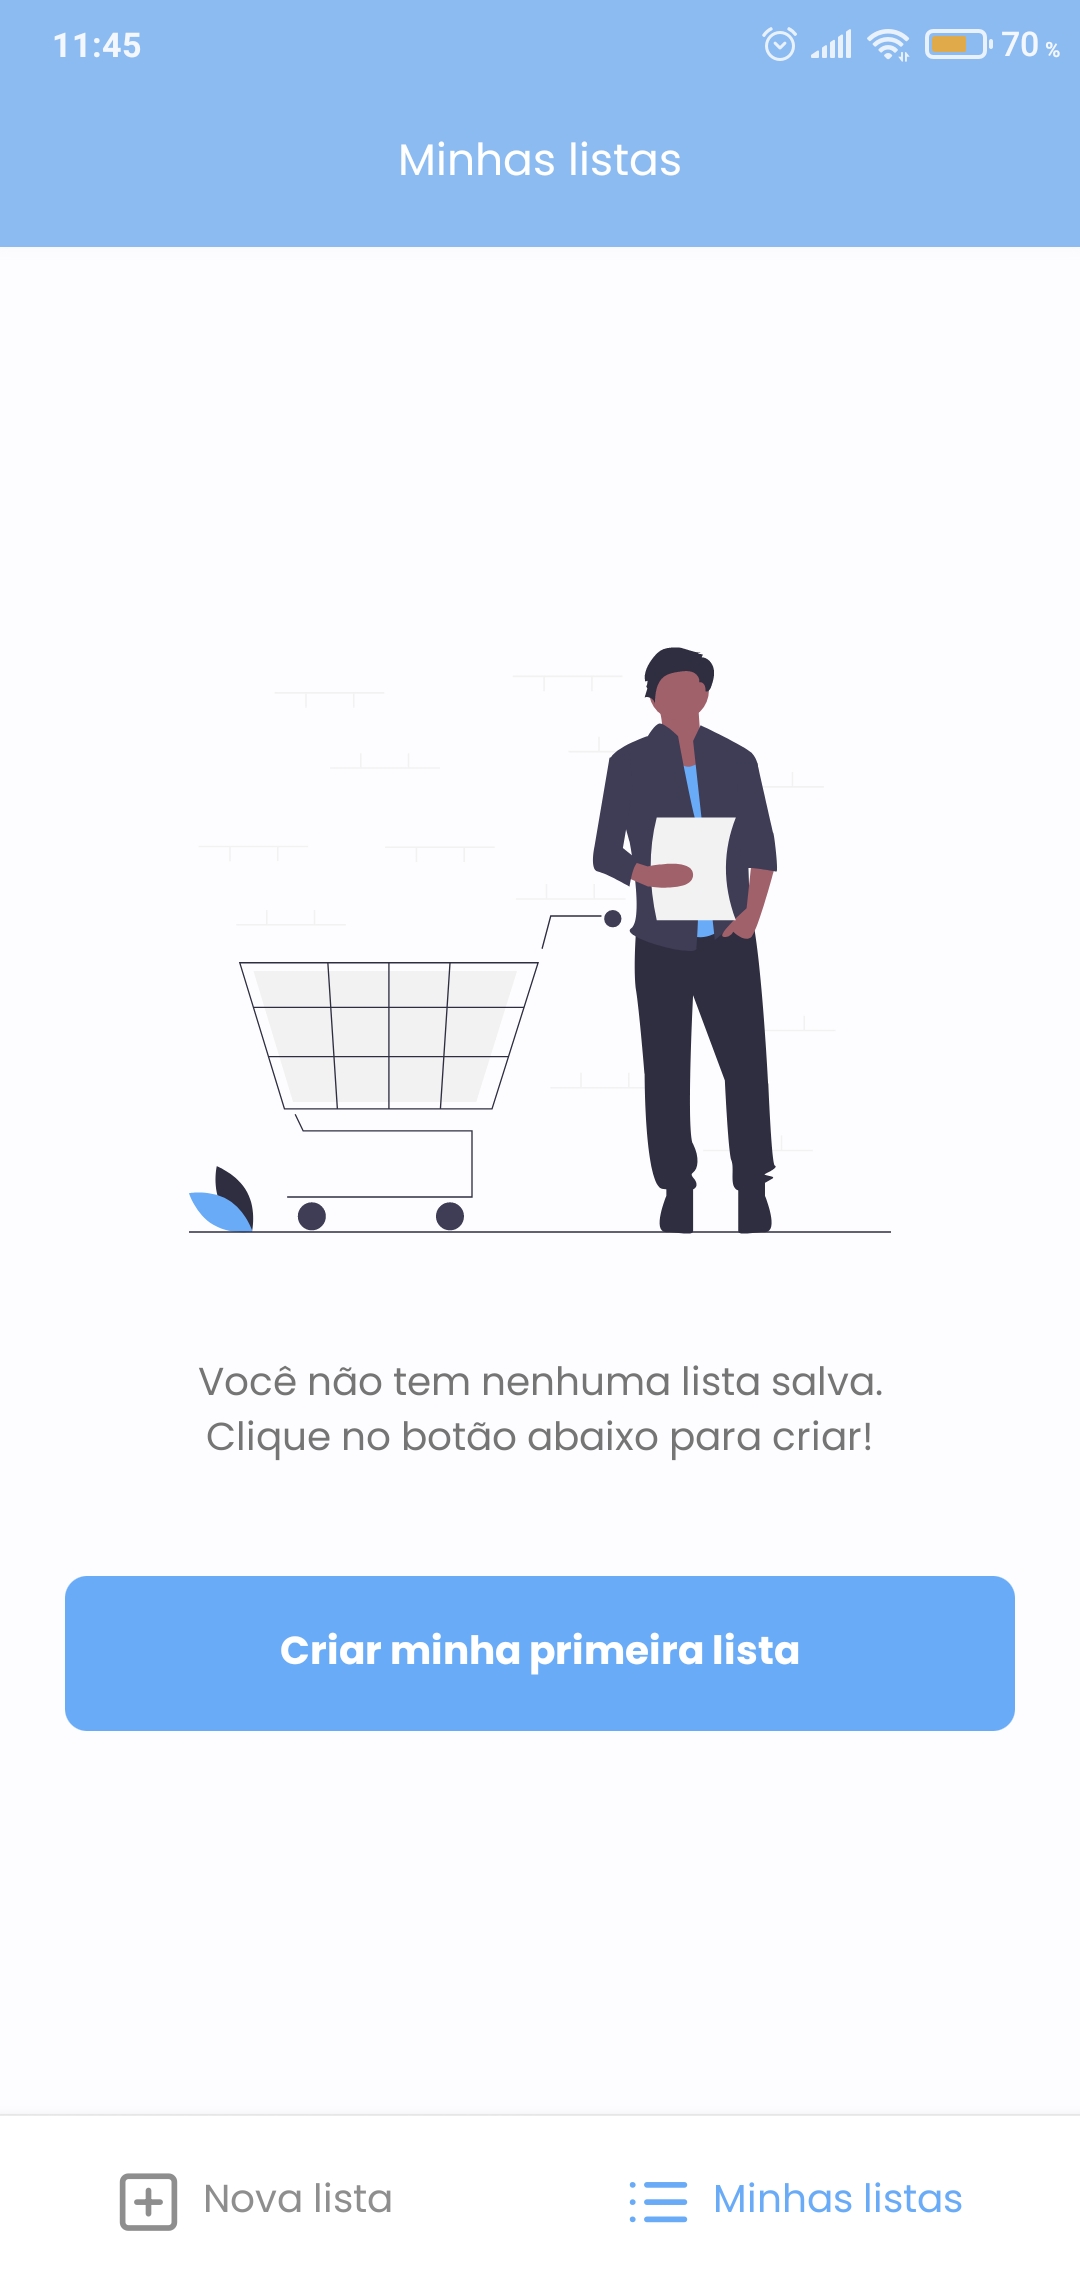 11:45
70 %
Minhas listas
Você não tem nenhuma lista salva.
Clique no botão abaixo para criar!
Criar minha primeira lista
Nova lista
Minhas listas